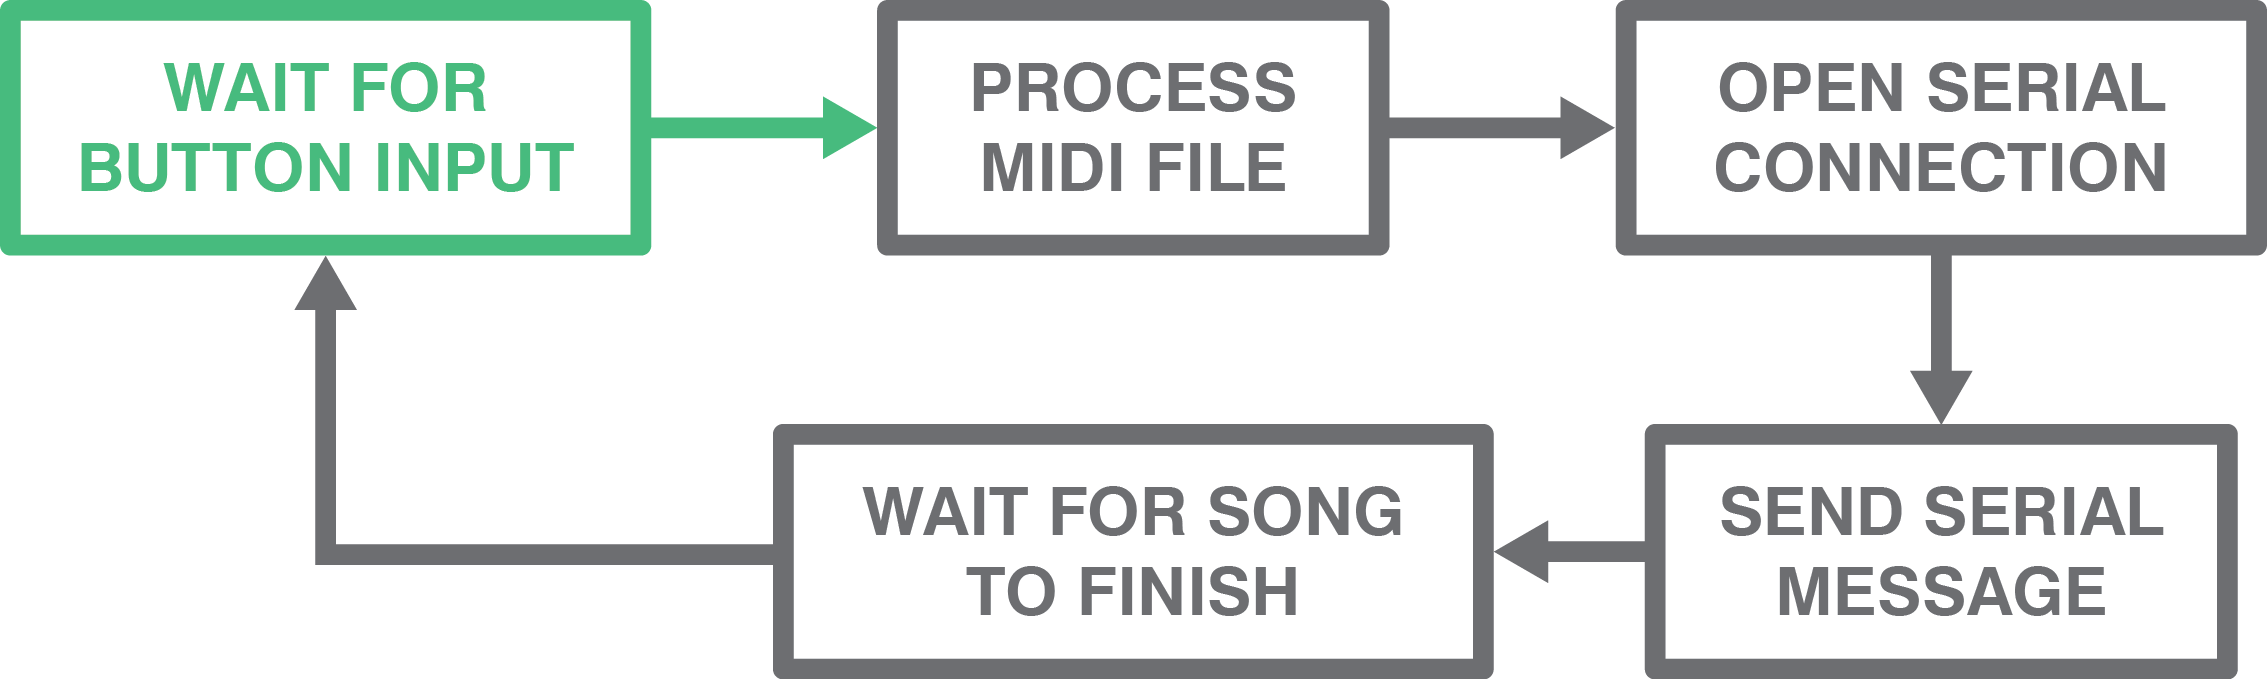 WAIT FOR
BUTTON INPUT
PROCESS
MIDI FILE
OPEN SERIAL
CONNECTION
SEND SERIAL
MESSAGE
WAIT FOR SONG
TO FINISH